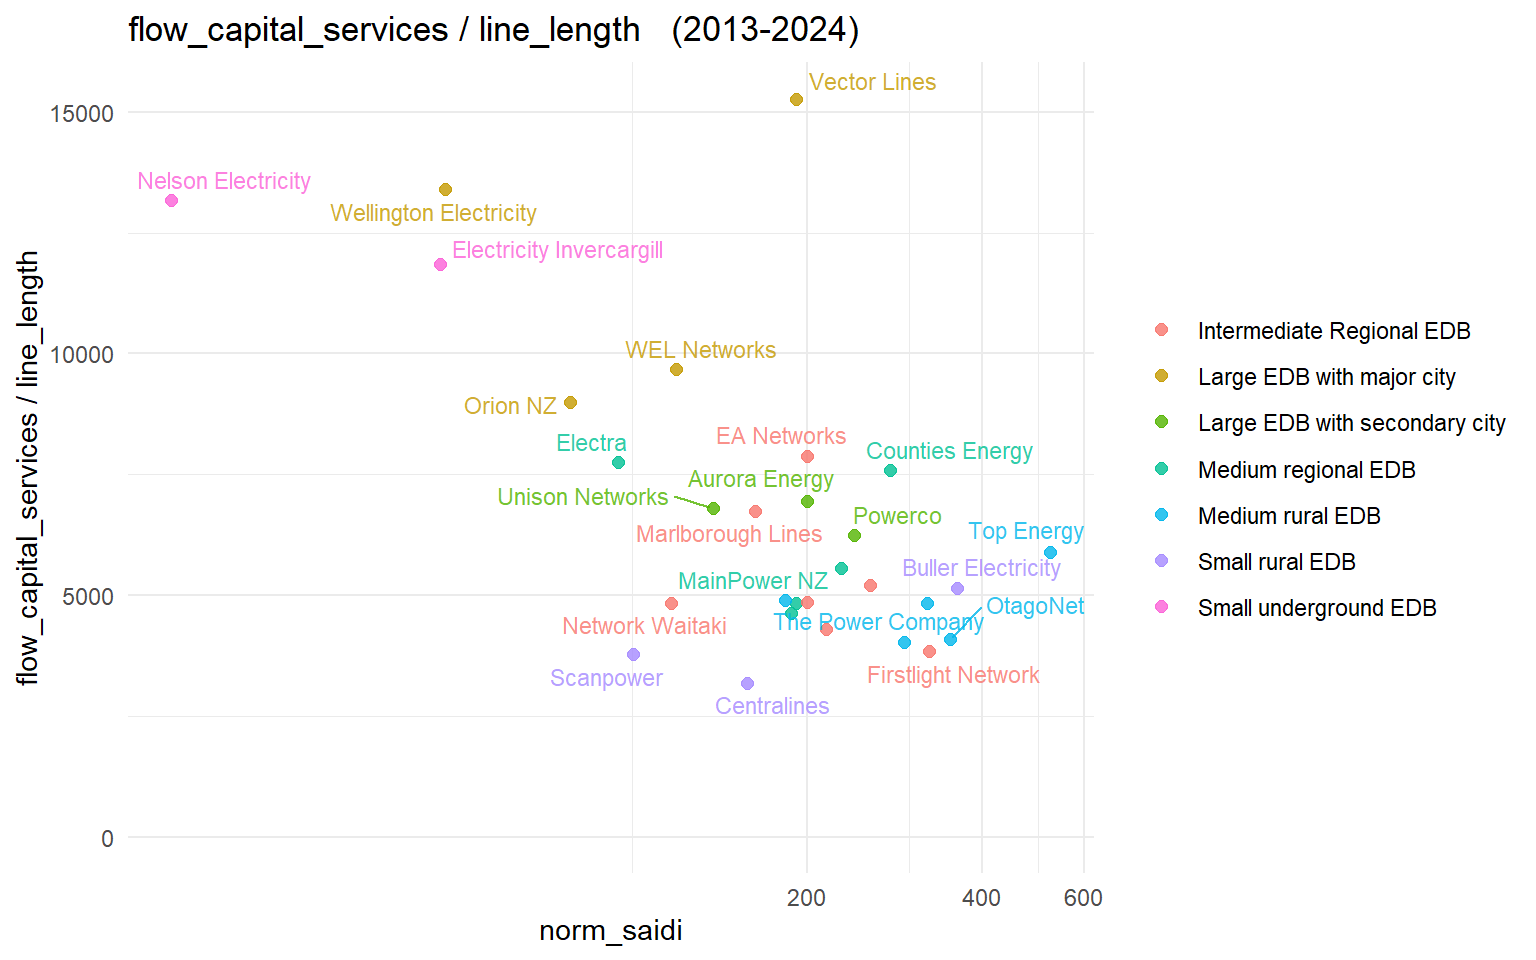 flow_capital_services / line_length (2013-2024)
Vector Lines
15000
Nelson Electricity
Wellington Electricity
Electricity Invercargill
flow_capital_services / line_length
Intermediate Regional EDB
10000
WEL Networks
Large EDB with major city
Orion NZ
Large EDB with secondary city
EA Networks
Electra
Counties Energy
Medium regional EDB
Aurora Energy
Unison Networks
Powerco
Medium rural EDB
Marlborough Lines
Top Energy
Small rural EDB
Buller Electricity
MainPower NZ
5000
OtagoNet
Small underground EDB
The Power Company
Network Waitaki
Firstlight Network
Scanpower
Centralines
0
200
400
600
norm_saidi